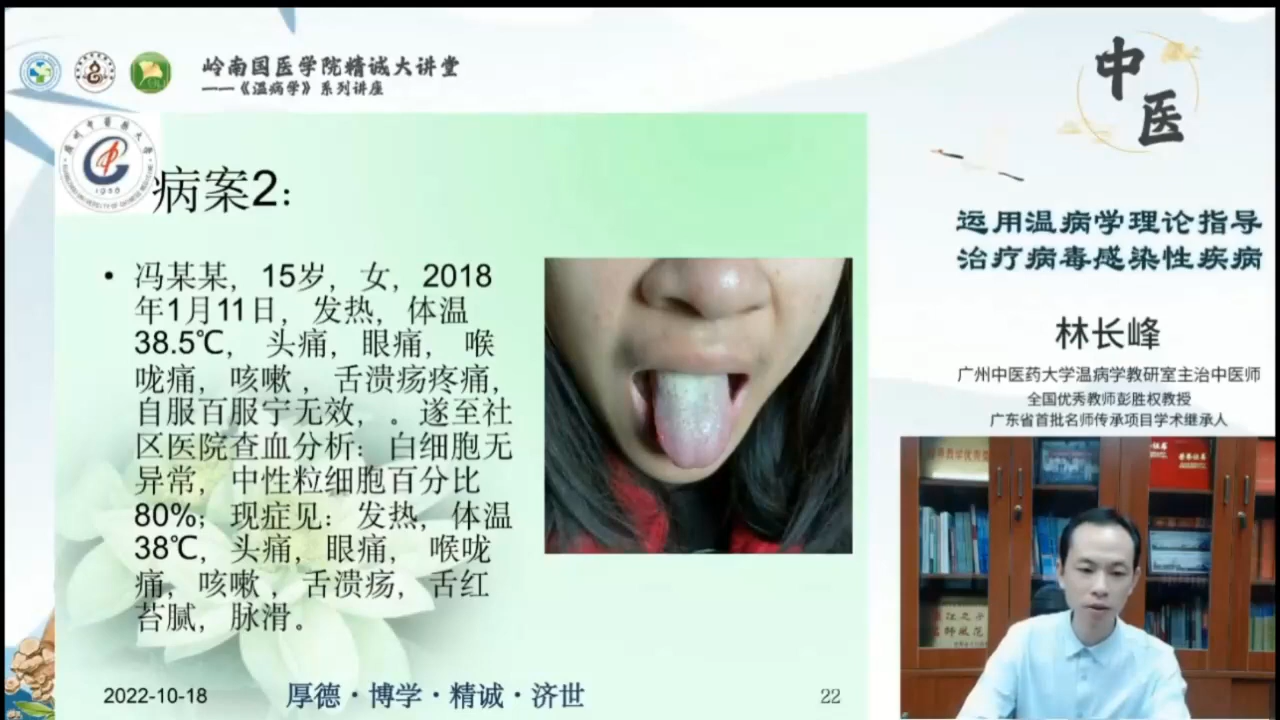 岭南国医学院精诚大讲堂
——《温病学》系列讲座
中医
1956
病案2：
• 冯某某，15岁，女，2018
年1月11日，发热，体温
38.5℃， 头痛，眼痛， 喉
咙痛，咳嗽 ，舌溃疡疼痛，
自服百服宁无效，。遂至社
区医院查血分析：白细胞无
异常，中性粒细胞百分比
80%；现症见：发热，体温
38℃，头痛，眼痛， 喉咙
痛，咳嗽 ，舌溃疡，舌红
苔腻，脉滑。
2022-10-18
厚德·博学·精诚·济世
22
运用温病学理论指导
治疗病毒感染性疾病
林长峰
广州中医药大学温病学教研室主治中医师
全国优秀教师彭胜权教授
广东省首批名师传承项目学术继承人